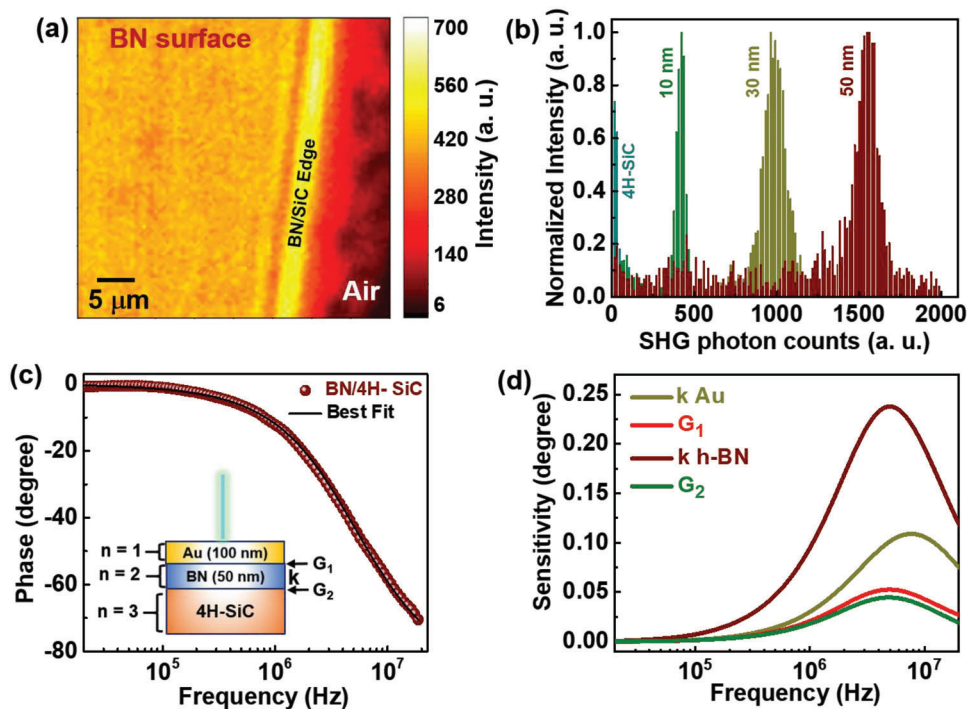 (a)
BN surface
BN/SiC Edge
5 μm
Air
700
560
420
280
140
6
Intensity (a. u.)
(b)
Normalized Intensity (a. u.)
1.0
0.8
0.6
0.4
0.2
0.0
4H-SiC
10 nm
30 nm
50 nm
0 500 1000 1500 2000
SHG photon counts (a. u.)
(c)
Phase (degree)
0
-20
-40
-60
-80
BN/4H- SiC
Best Fit
n = 1 Au (100 nm)
G1
n = 2 BN (50 nm) k
G2
n = 3 4H-SiC
10^5 10^6 10^7
Frequency (Hz)
(d)
Sensitivity (degree)
0.25
0.20
0.15
0.10
0.05
0.00
k Au
G1
k h-BN
G2
10^5 10^6 10^7
Frequency (Hz)